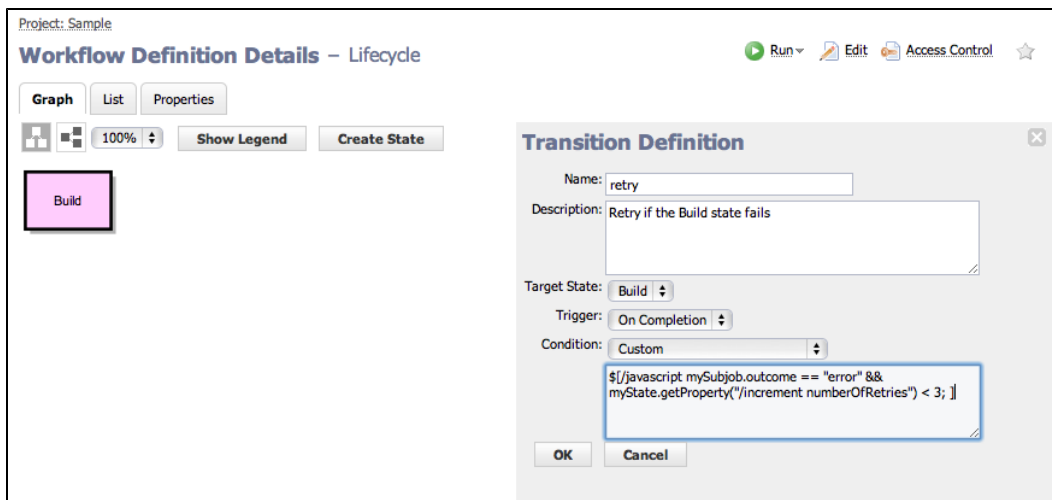 Project: Sample
Workflow Definition Details – Lifecycle
Run
Edit
Access Control
Graph
List
Properties
100%
Show Legend
Create State
Build
Transition Definition
Name: retry
Description: Retry if the Build state fails
Target State: Build
Trigger: On Completion
Condition: Custom
$[/javascript mySubjob.outcome == "error" &&
myState.getProperty("/increment numberOfRetries") < 3; ]
OK
Cancel